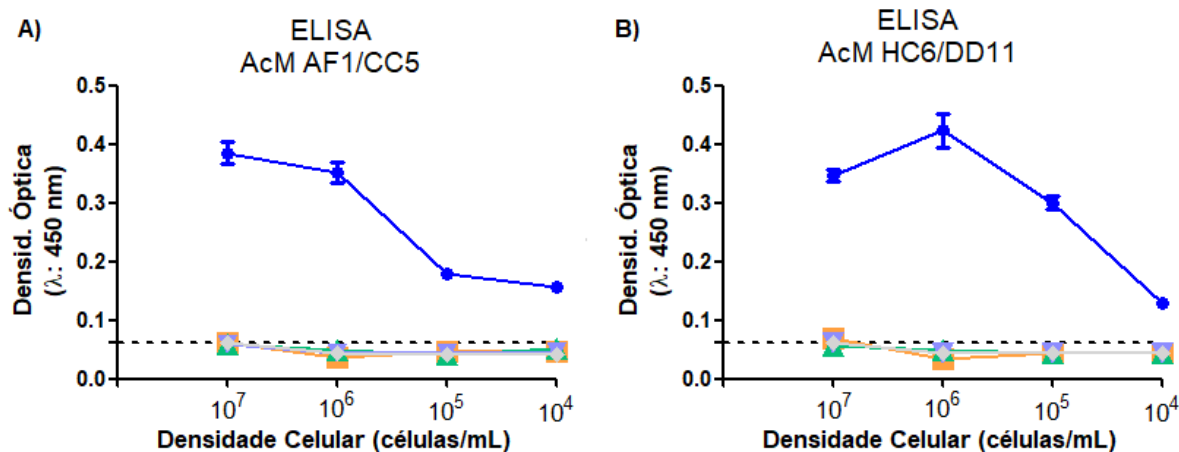 A)
ELISA
AcM AF1/CC5
Densid. Óptica
(λ: 450 nm)
0.5
0.4
0.3
0.2
0.1
0.0
10⁷ 10⁶ 10⁵ 10⁴
Densidade Celular (células/mL)
B)
ELISA
AcM HC6/DD11
Densid. Óptica
(λ: 450 nm)
0.5
0.4
0.3
0.2
0.1
0.0
10⁷ 10⁶ 10⁵ 10⁴
Densidade Celular (células/mL)